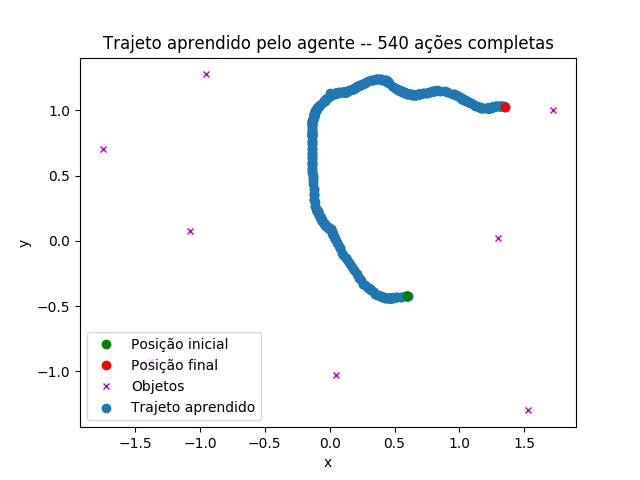 Trajeto aprendido pelo agente -- 540 ações completas
y
1.0
0.5
0.0
−0.5
−1.0
Posição inicial
Posição final
Objetos
Trajeto aprendido
−1.5 −1.0 −0.5 0.0 0.5 1.0 1.5
x